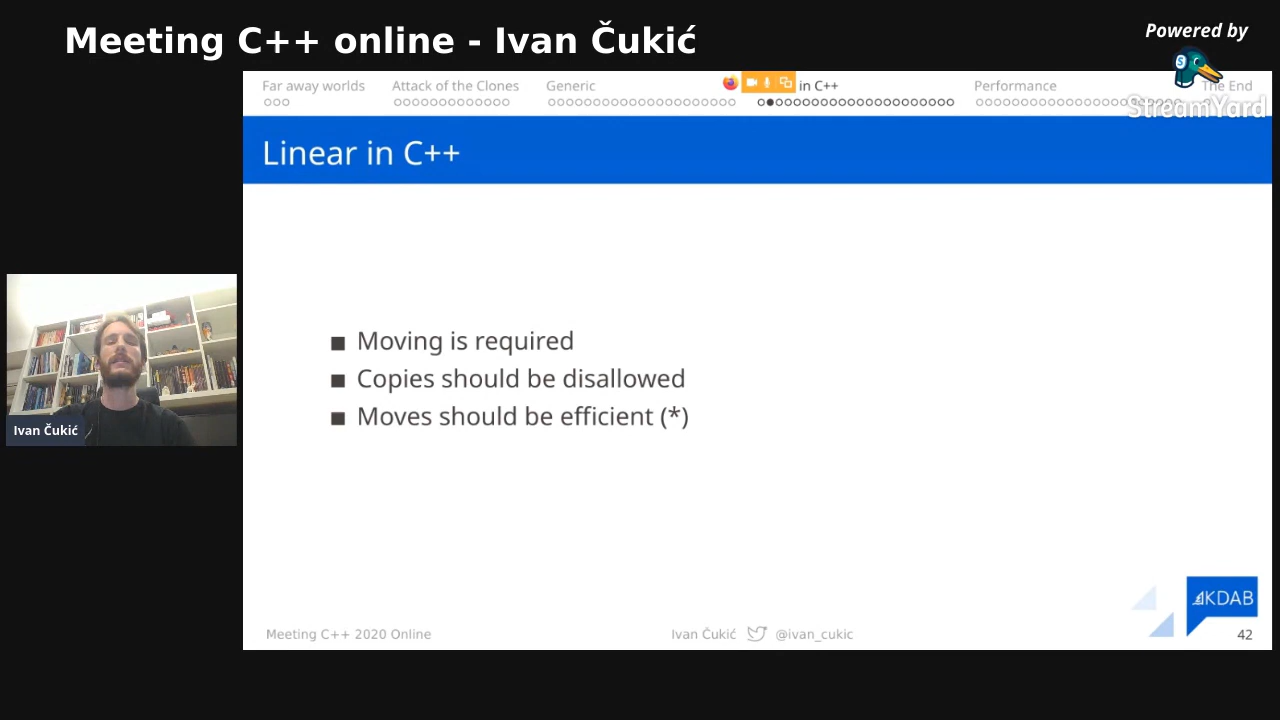 Meeting C++ online - Ivan Čukić
Powered by
StreamYard
Far away worlds
Attack of the Clones
Generic
in C++
Performance
The End
Linear in C++
Moving is required
Copies should be disallowed
Moves should be efficient (*)
Ivan Čukić
KDAB
Meeting C++ 2020 Online
Ivan Čukić
@ivan_cukic
42